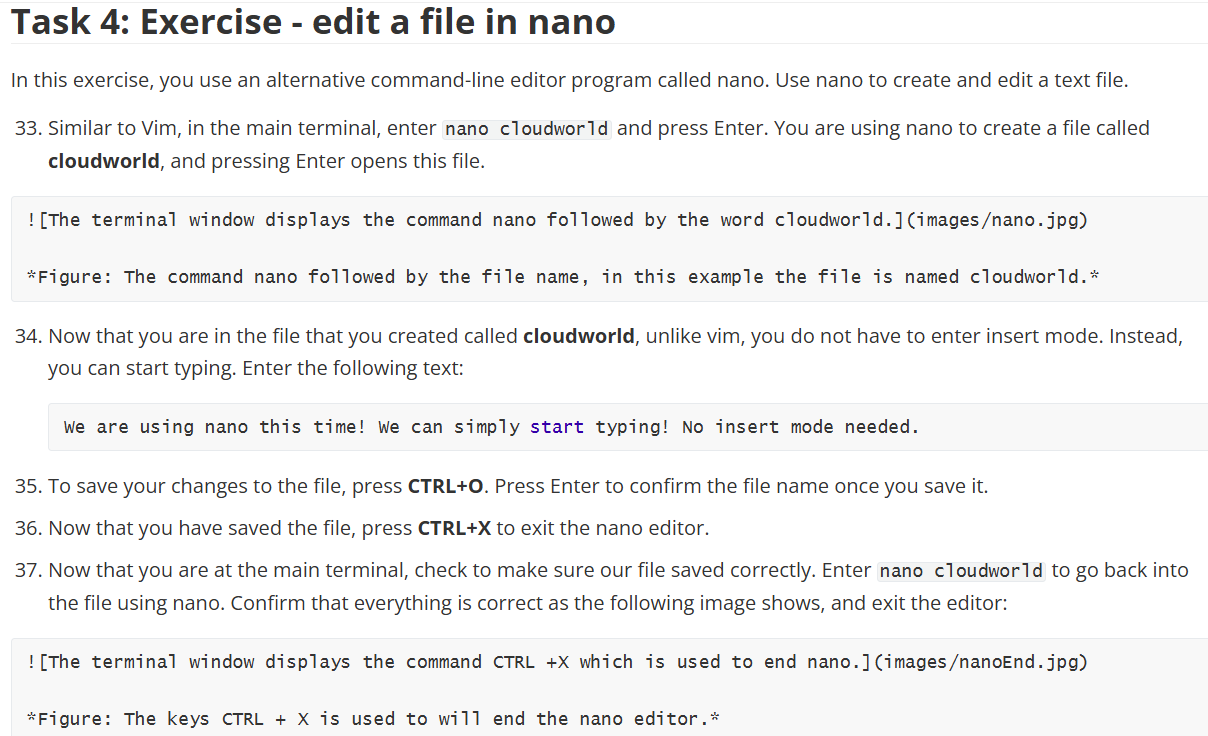 Task 4: Exercise - edit a file in nano
In this exercise, you use an alternative command-line editor program called nano. Use nano to create and edit a text file.
33. Similar to Vim, in the main terminal, enter nano cloudworld and press Enter. You are using nano to create a file called
cloudworld, and pressing Enter opens this file.
![The terminal window displays the command nano followed by the word cloudworld.](images/nano.jpg)
*Figure: The command nano followed by the file name, in this example the file is named cloudworld.*
34. Now that you are in the file that you created called cloudworld, unlike vim, you do not have to enter insert mode. Instead,
you can start typing. Enter the following text:
We are using nano this time! We can simply start typing! No insert mode needed.
35. To save your changes to the file, press CTRL+O. Press Enter to confirm the file name once you save it.
36. Now that you have saved the file, press CTRL+X to exit the nano editor.
37. Now that you are at the main terminal, check to make sure our file saved correctly. Enter nano cloudworld to go back into
the file using nano. Confirm that everything is correct as the following image shows, and exit the editor:
![The terminal window displays the command CTRL +X which is used to end nano.](images/nanoEnd.jpg)
*Figure: The keys CTRL + X is used to will end the nano editor.*